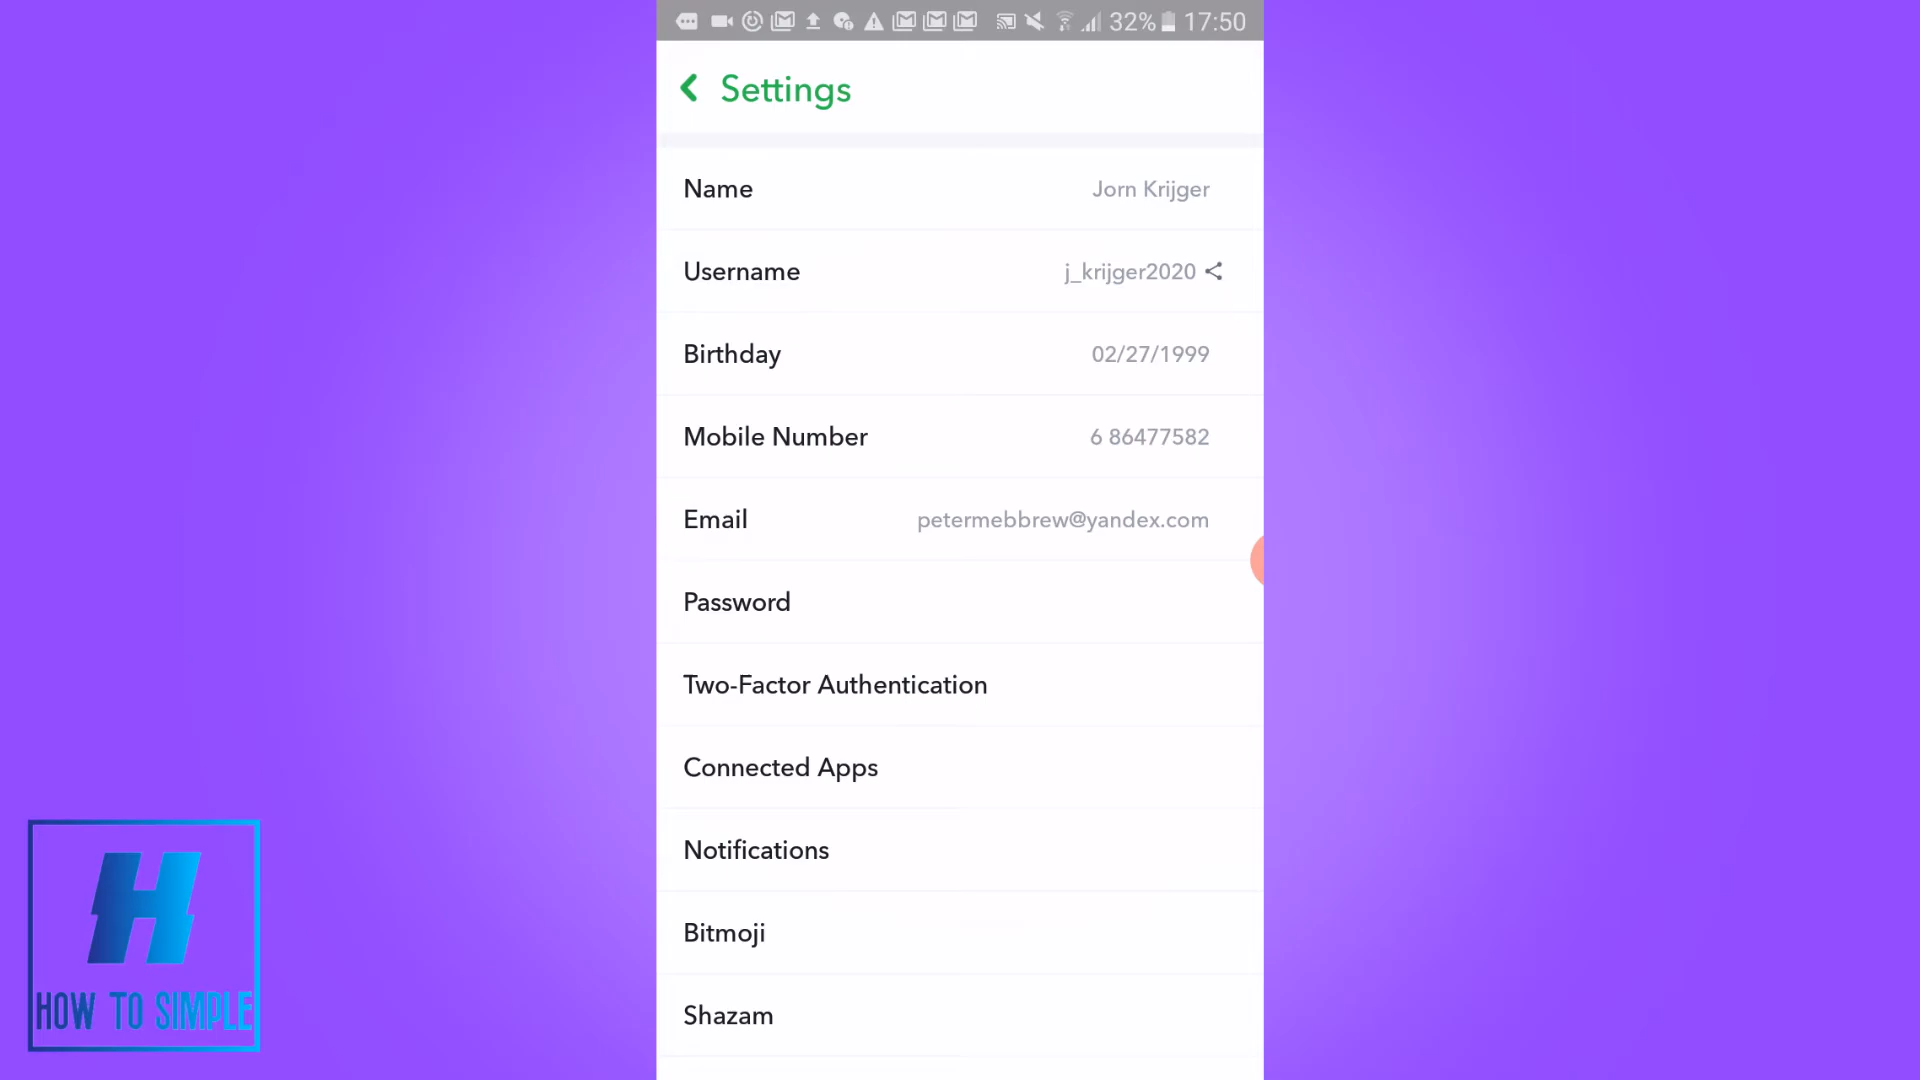 32% 17:50
Settings
Name Jorn Krijger
Username j_krijger2020
Birthday 02/27/1999
Mobile Number 6 86477582
Email petermebbrew@yandex.com
Password
Two-Factor Authentication
Connected Apps
Notifications
Bitmoji
Shazam
H
HOW TO SIMPLE